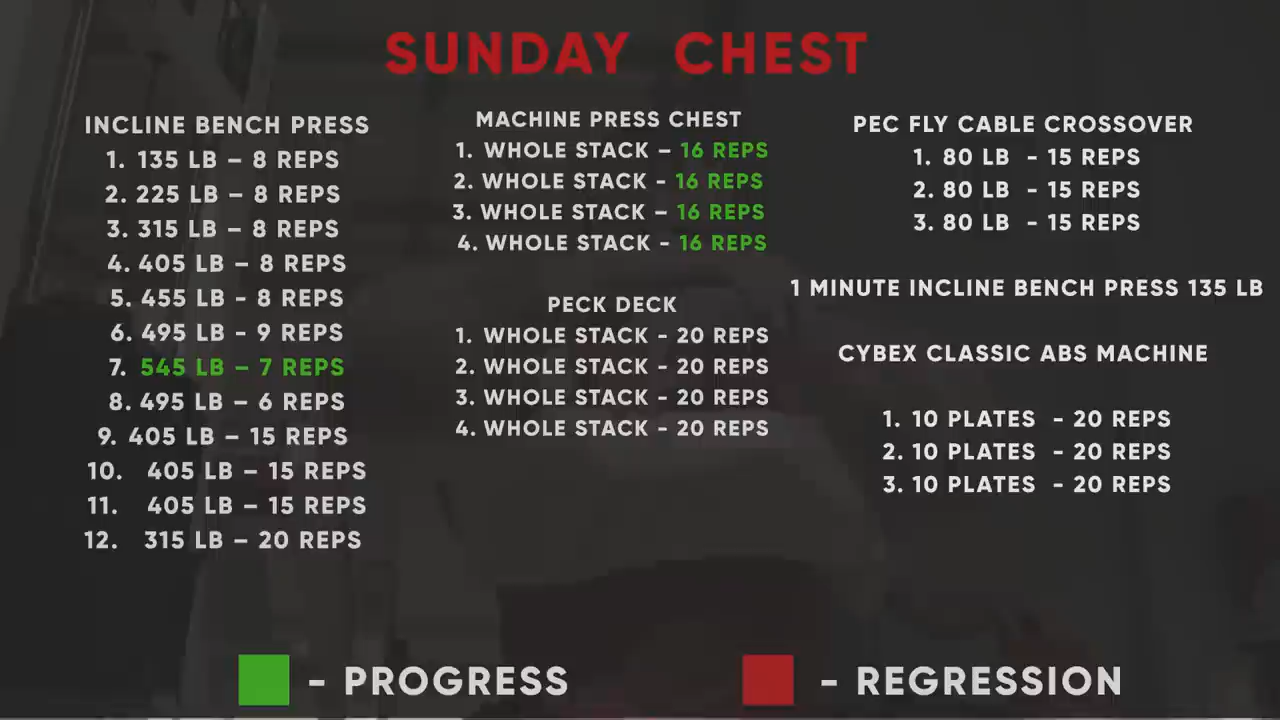 SUNDAY CHEST
INCLINE BENCH PRESS
1. 135 LB – 8 REPS
2. 225 LB – 8 REPS
3. 315 LB – 8 REPS
4. 405 LB – 8 REPS
5. 455 LB - 8 REPS
6. 495 LB - 9 REPS
7. 545 LB – 7 REPS
8. 495 LB – 6 REPS
9. 405 LB – 15 REPS
10. 405 LB – 15 REPS
11. 405 LB – 15 REPS
12. 315 LB – 20 REPS
MACHINE PRESS CHEST
1. WHOLE STACK – 16 REPS
2. WHOLE STACK - 16 REPS
3. WHOLE STACK – 16 REPS
4. WHOLE STACK - 16 REPS
PECK DECK
1. WHOLE STACK - 20 REPS
2. WHOLE STACK - 20 REPS
3. WHOLE STACK - 20 REPS
4. WHOLE STACK - 20 REPS
PEC FLY CABLE CROSSOVER
1. 80 LB - 15 REPS
2. 80 LB - 15 REPS
3. 80 LB - 15 REPS
1 MINUTE INCLINE BENCH PRESS 135 LB
CYBEX CLASSIC ABS MACHINE
1. 10 PLATES - 20 REPS
2. 10 PLATES - 20 REPS
3. 10 PLATES - 20 REPS
- PROGRESS
- REGRESSION